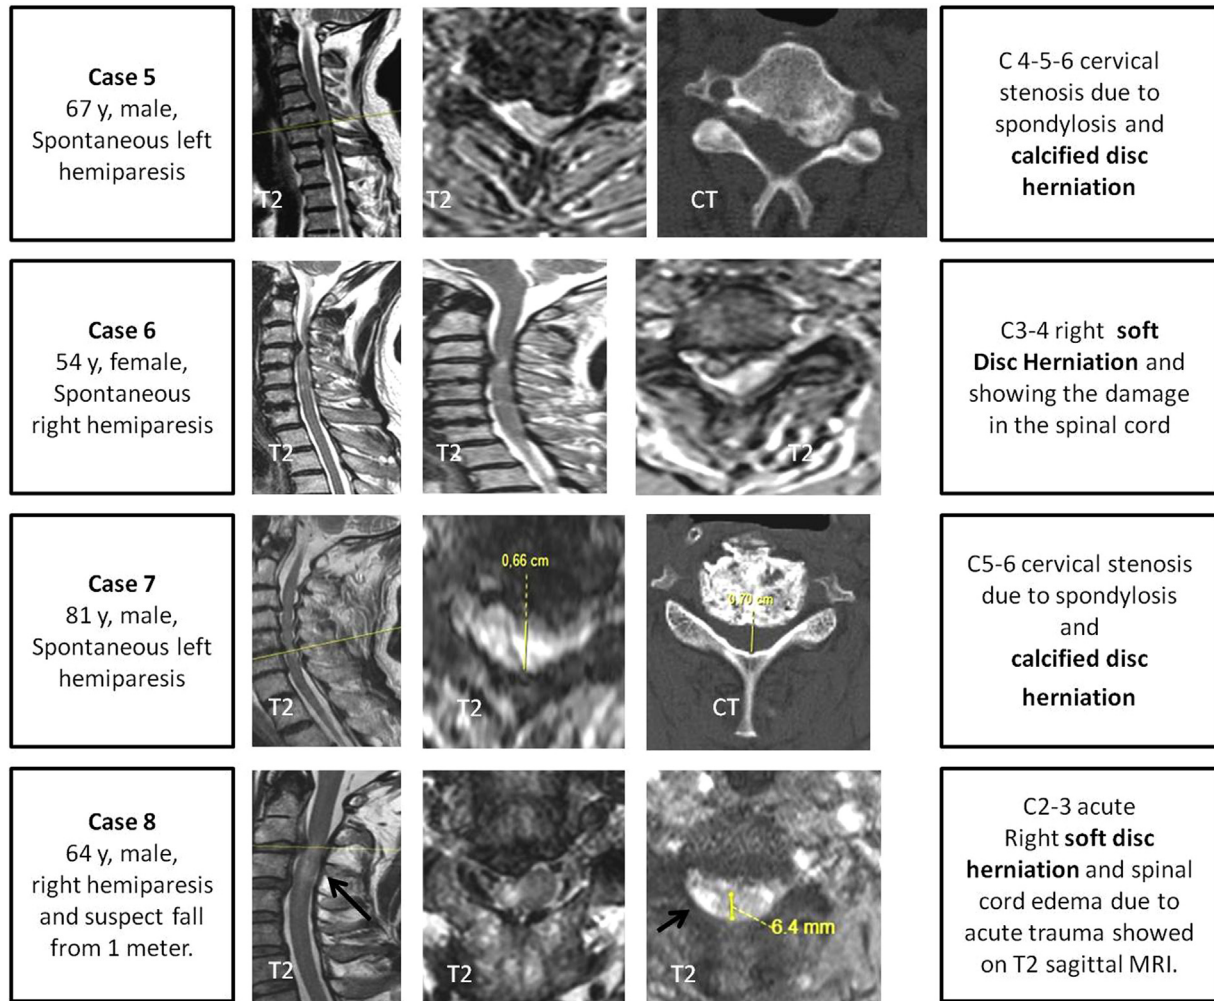 Case 5
67 y, male,
Spontaneous left
hemiparesis
T2
T2
CT
C 4-5-6 cervical
stenosis due to
spondylosis and
calcified disc
herniation
Case 6
54 y, female,
Spontaneous
right hemiparesis
T2
T2
T2
C3-4 right soft
Disc Herniation and
showing the damage
in the spinal cord
Case 7
81 y, male,
Spontaneous left
hemiparesis
T2
0,66 cm
T2
0,70 cm
CT
C5-6 cervical stenosis
due to spondylosis
and
calcified disc
herniation
Case 8
64 y, male,
right hemiparesis
and suspect fall
from 1 meter.
T2
T2
6.4 mm
T2
C2-3 acute
Right soft disc
herniation and spinal
cord edema due to
acute trauma showed
on T2 sagittal MRI.